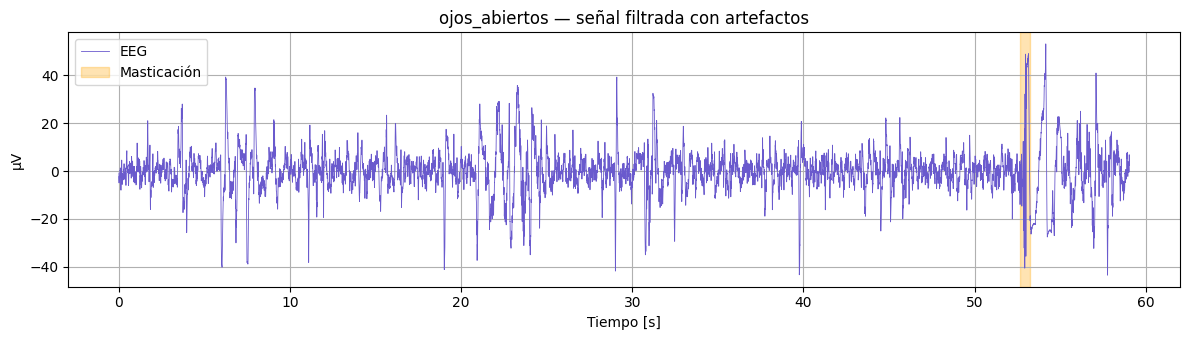 ojos_abiertos — señal filtrada con artefactos
EEG
Masticación
µV
40
20
0
−20
−40
0
10
20
30
40
50
60
Tiempo [s]